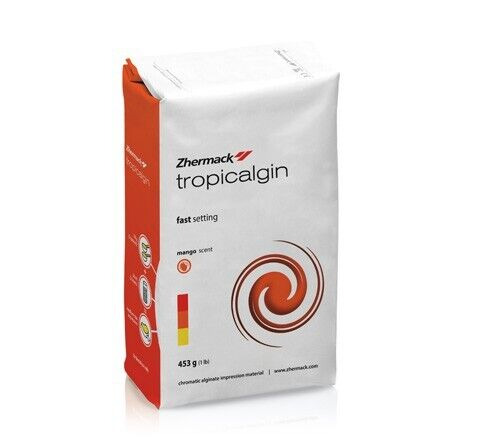 Zhermack
tropicalgin
fast setting
mango scent
453 g (1 lb)
chromatic alginate impression material | www.zhermack.com